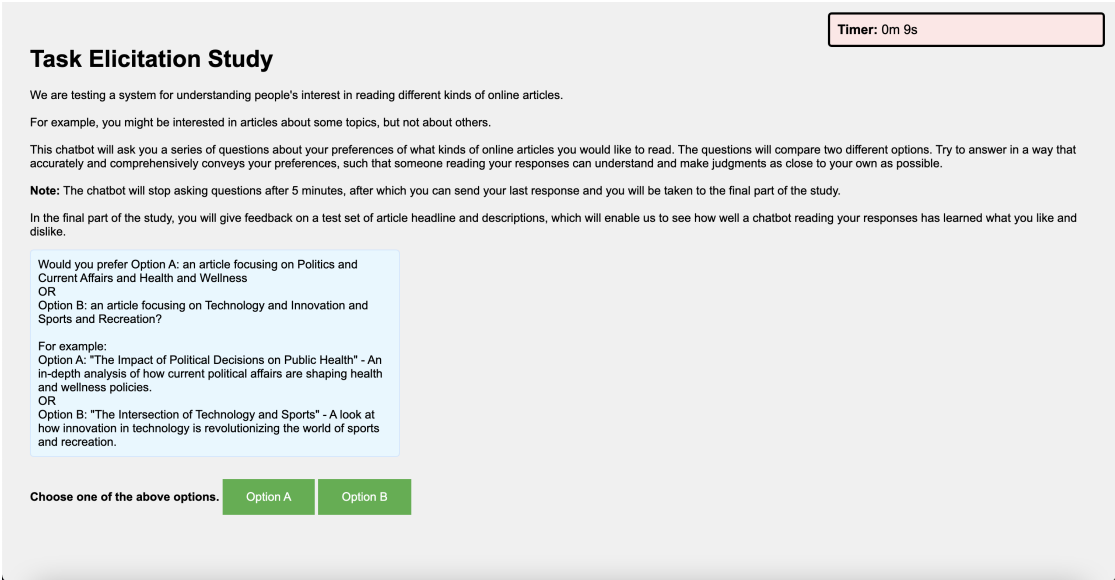 Timer: 0m 9s
Task Elicitation Study
We are testing a system for understanding people's interest in reading different kinds of online articles.
For example, you might be interested in articles about some topics, but not about others.
This chatbot will ask you a series of questions about your preferences of what kinds of online articles you would like to read. The questions will compare two different options. Try to answer in a way that
accurately and comprehensively conveys your preferences, such that someone reading your responses can understand and make judgments as close to your own as possible.
Note: The chatbot will stop asking questions after 5 minutes, after which you can send your last response and you will be taken to the final part of the study.
In the final part of the study, you will give feedback on a test set of article headline and descriptions, which will enable us to see how well a chatbot reading your responses has learned what you like and
dislike.
Would you prefer Option A: an article focusing on Politics and
Current Affairs and Health and Wellness
OR
Option B: an article focusing on Technology and Innovation and
Sports and Recreation?
For example:
Option A: "The Impact of Political Decisions on Public Health" - An
in-depth analysis of how current political affairs are shaping health
and wellness policies.
OR
Option B: "The Intersection of Technology and Sports" - A look at
how innovation in technology is revolutionizing the world of sports
and recreation.
Choose one of the above options. Option A Option B